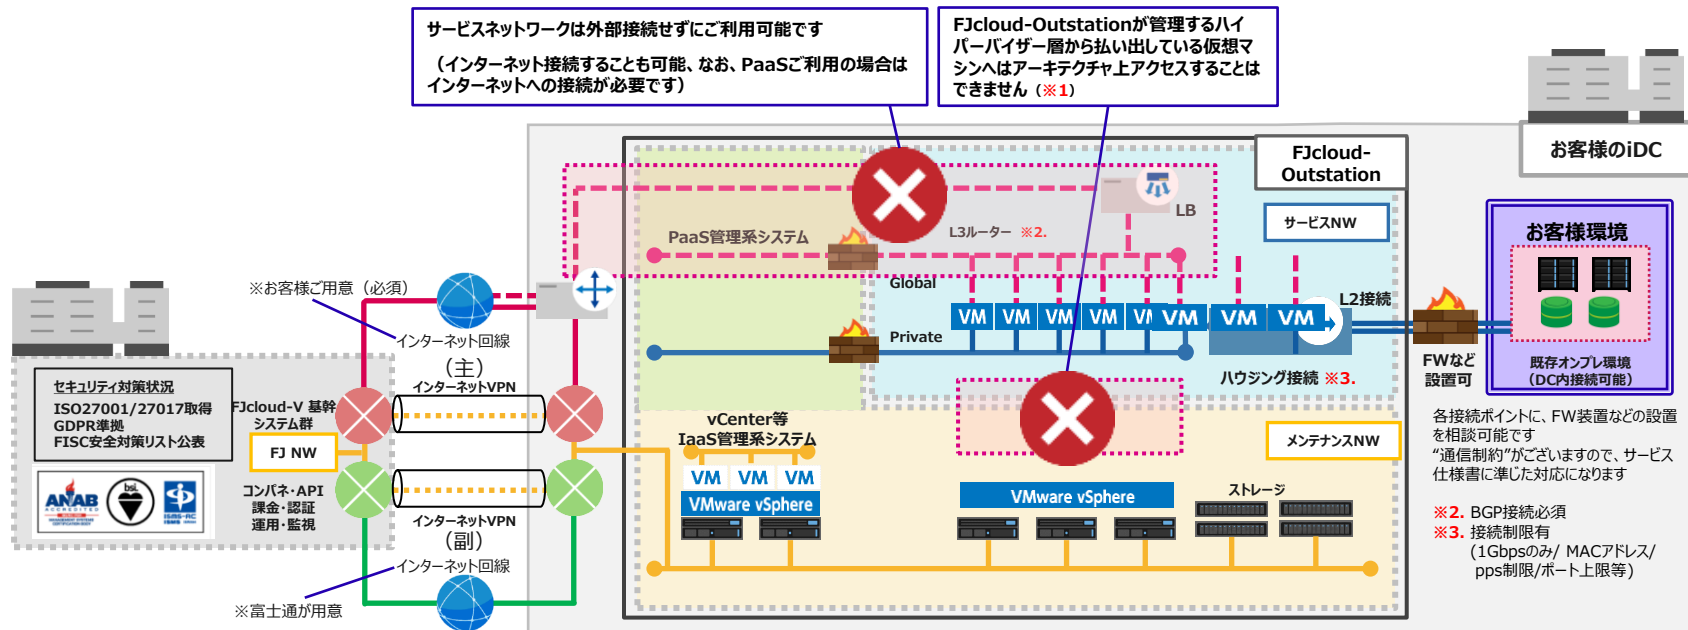 サービスネットワークは外部接続せずにご利用可能です
（インターネット接続することも可能、なお、PaaSご利用の場合は
インターネットへの接続が必要です）
FJcloud-Outstationが管理するハイ
パーバイザー層から払い出している仮想マ
シンへはアーキテクチャ上アクセスすることは
できません（※1）
お客様のiDC
FJcloud-
Outstation
サービスNW
LB
L3ルーター ※2.
PaaS管理系システム
Global
Private
VM VM VM VM VM VM VM
L2接続
ハウジング接続 ※3.
お客様環境
既存オンプレ環境
（DC内接続可能）
FWなど
設置可
※お客様ご用意（必須）
インターネット回線
（主）
インターネットVPN
セキュリティ対策状況
ISO27001/27017取得
GDPR準拠
FISC安全対策リスト公表
FJcloud-V 基幹
システム群
FJ NW
コンパネ・API
課金・認証
運用・監視
ANAB
ACCREDITED
bsi.
ISMS-AC
インターネットVPN
（副）
インターネット回線
※富士通が用意
vCenter等
IaaS管理系システム
VM VM VM
VMware vSphere
VMware vSphere
ストレージ
メンテナンスNW
各接続ポイントに、FW装置などの設置
を相談可能です
“通信制約”がございますので、サービス
仕様書に準じた対応になります
※2. BGP接続必須
※3. 接続制限有
(1Gbpsのみ/ MACアドレス/
pps制限/ポート上限等)